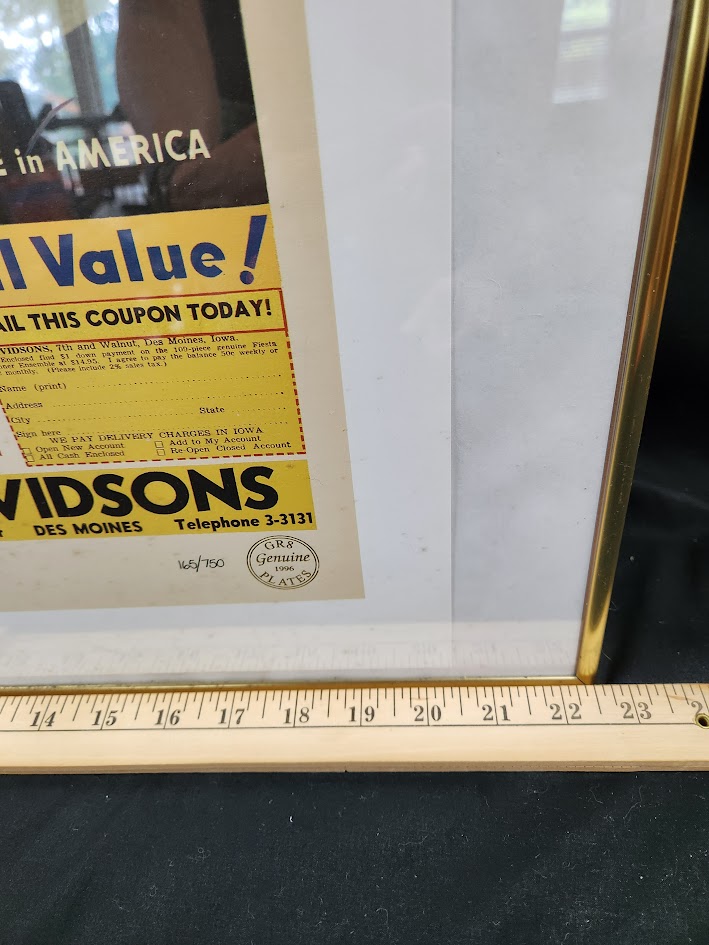 E in AMERICA
ll Value!
AIL THIS COUPON TODAY!
VIDSONS, 7th and Walnut, Des Moines, Iowa.
Enclosed find $1 down payment on the 100-piece genuine Fiesta
ner Ensemble at $14.95. I agree to pay the balance 50c weekly or
monthly. (Please include 2% sales tax.)
Name (print)
Address
City State
Sign here
WE PAY DELIVERY CHARGES IN IOWA
Open New Account Add to My Account
All Cash Enclosed Re-Open Closed Account
VIDSONS
DES MOINES Telephone 3-3131
165/750
GR8
Genuine
1996
PLATES
14 15 16 17 18 19 20 21 22 23 2